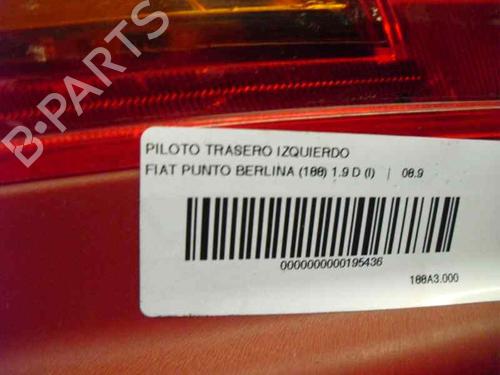 B-PARTS
PILOTO TRASERO IZQUIERDO
FIAT PUNTO BERLINA (188) 1.9 D (I) | 08.9
0000000000195436
188A3.000